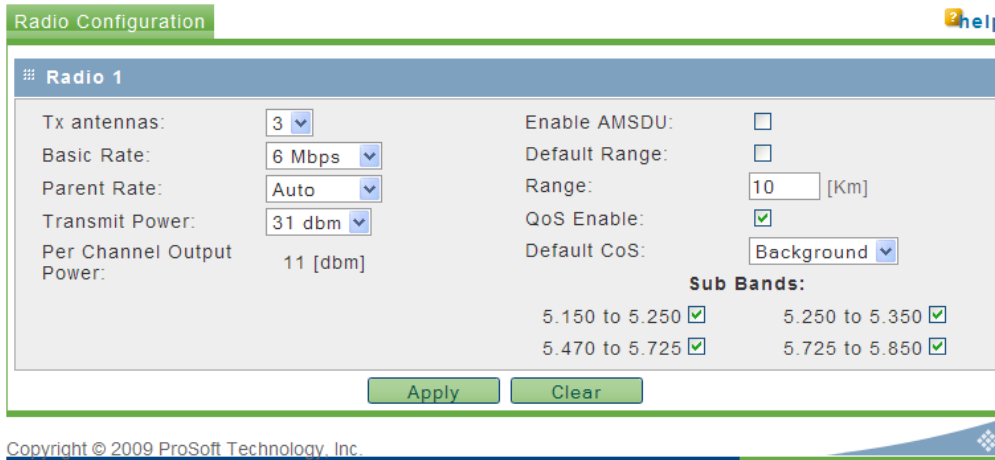 Radio Configuration
?help
Radio 1
Tx antennas: 3
Basic Rate: 6 Mbps
Parent Rate: Auto
Transmit Power: 31 dbm
Per Channel Output
Power: 11 [dbm]
Enable AMSDU:
Default Range:
Range: 10 [Km]
QoS Enable:
Default CoS: Background
Sub Bands:
5.150 to 5.250 5.250 to 5.350
5.470 to 5.725 5.725 to 5.850
Apply Clear
Copyright © 2009 ProSoft Technology, Inc.